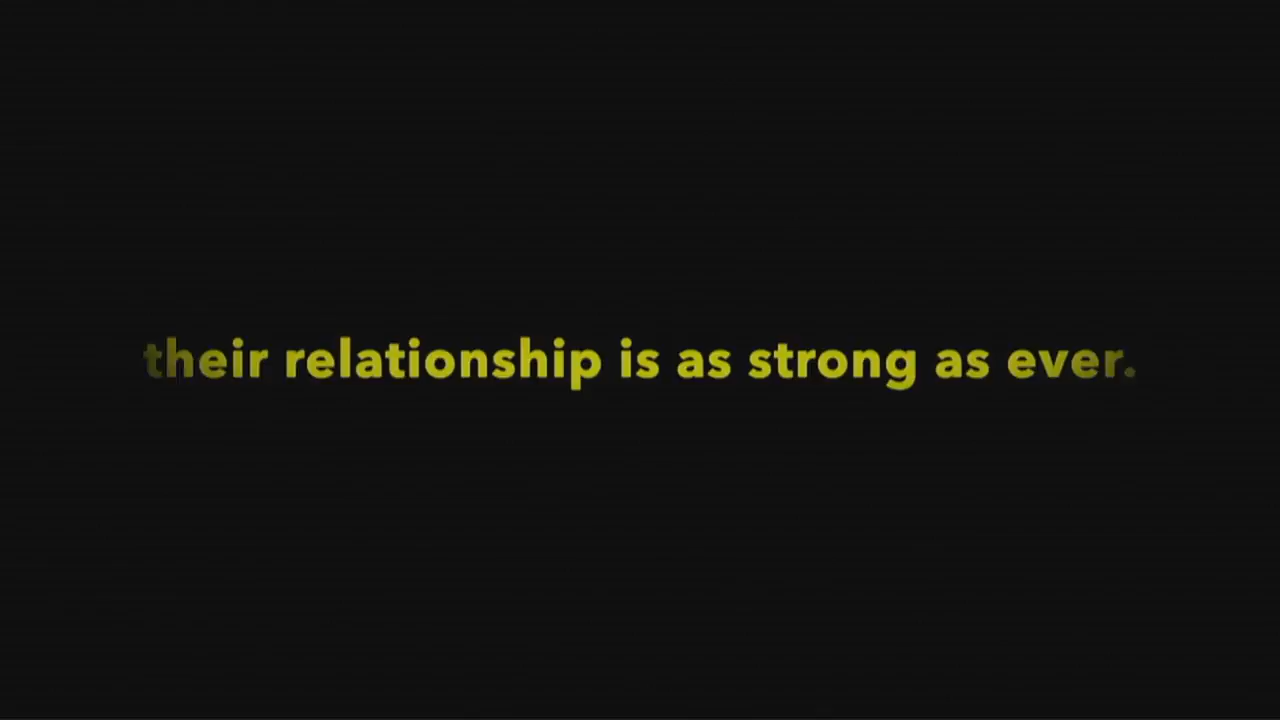 their relationship is as strong as ever.